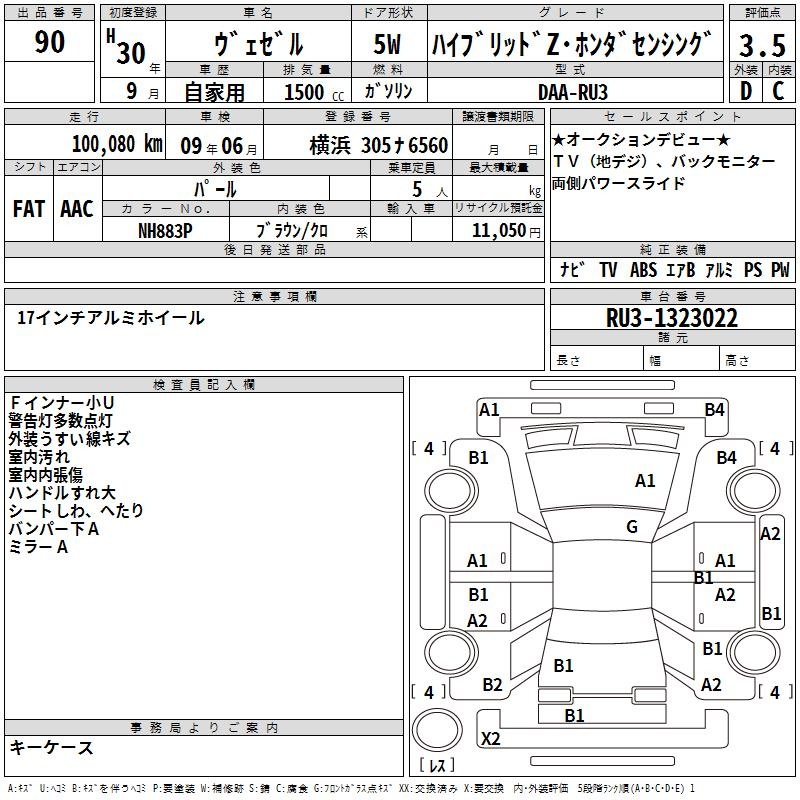 出品番号 初度登録 車名 ドア形状 グレード 評価点
90 H30年 ヴェゼル 5W ハイブリッドZ・ホンダセンシング 3.5
車歴 排気量 燃料 型式 外装 内装
9月 自家用 1500 CC ガソリン DAA-RU3 D C
走行 車検 登録番号 譲渡書類期限 セールスポイント
100,080 km 09年06月 横浜 305ナ6560 月 日
★オークションデビュー★
TV（地デジ）、バックモニター
両側パワースライド
シフト エアコン 外装色 乗車定員 最大積載量
FAT AAC パール 5人 kg
カラーNo. 内装色 輸入車 リサイクル預託金
NH883P ブラウン/クロ 系 11,050円
後日発送部品 純正装備
ナビ TV ABS エアB アルミ PS PW
注意事項欄 車台番号
17インチアルミホイール RU3-1323022
諸元
長さ 幅 高さ
検査員記入欄
Fインナー小U
警告灯多数点灯
外装うすい線キズ
室内汚れ
室内内張傷
ハンドルすれ大
シートしわ、へたり
バンパー下A
ミラーA
事務局よりご案内
キーケース
A1 B4
[ 4 ] B1 B4 [ 4 ]
A1
G
A2
A1 A1
B1
B1 A2
A2 B1
B1
B1
[ 4 ] B2 A2 [ 4 ]
B1
X2
[ レス ]
A:キズ U:ヘコミ B:キズを伴うヘコミ P:要塗装 W:補修跡 S:錆 C:腐食 G:フロントガラス点キズ XX:交換済み X:要交換 内・外装評価 5段階ランク順(A・B・C・D・E) 1